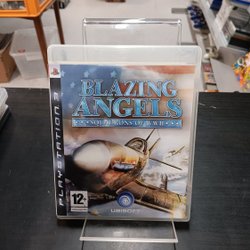 BLAZING
ANGELS
SQUADRONS OF WWII
PLAYSTATION 3
12
UBISOFT